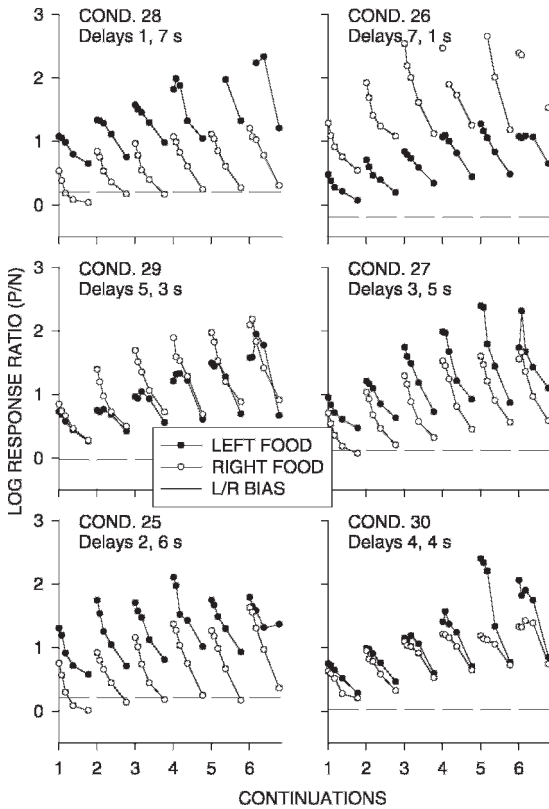 COND. 28
Delays 1, 7 s
COND. 26
Delays 7, 1 s
3
2
1
0
COND. 29
Delays 5, 3 s
COND. 27
Delays 3, 5 s
3
2
1
0
LOG RESPONSE RATIO (P/N)
LEFT FOOD
RIGHT FOOD
L/R BIAS
COND. 25
Delays 2, 6 s
COND. 30
Delays 4, 4 s
3
2
1
0
1 2 3 4 5 6 1 2 3 4 5 6
CONTINUATIONS